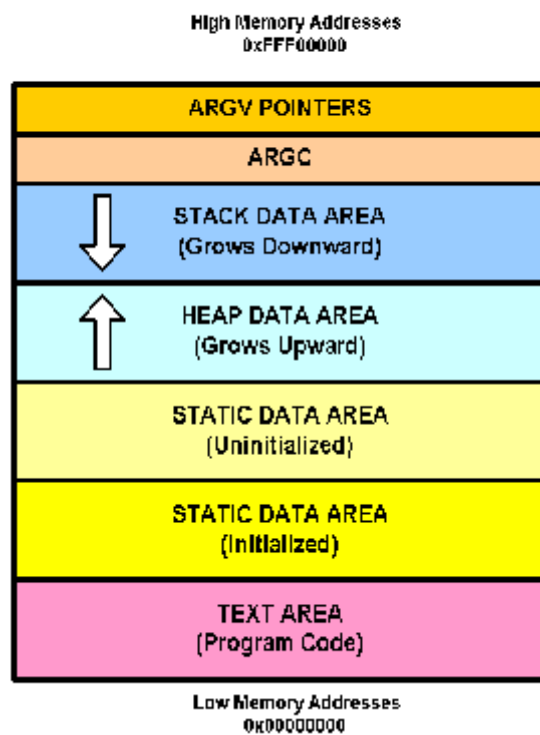 High Memory Addresses
0xFFF00000
ARGV POINTERS
ARGC
STACK DATA AREA
(Grows Downward)
HEAP DATA AREA
(Grows Upward)
STATIC DATA AREA
(Uninitialized)
STATIC DATA AREA
(Initialized)
TEXT AREA
(Program Code)
Low Memory Addresses
0x00000000